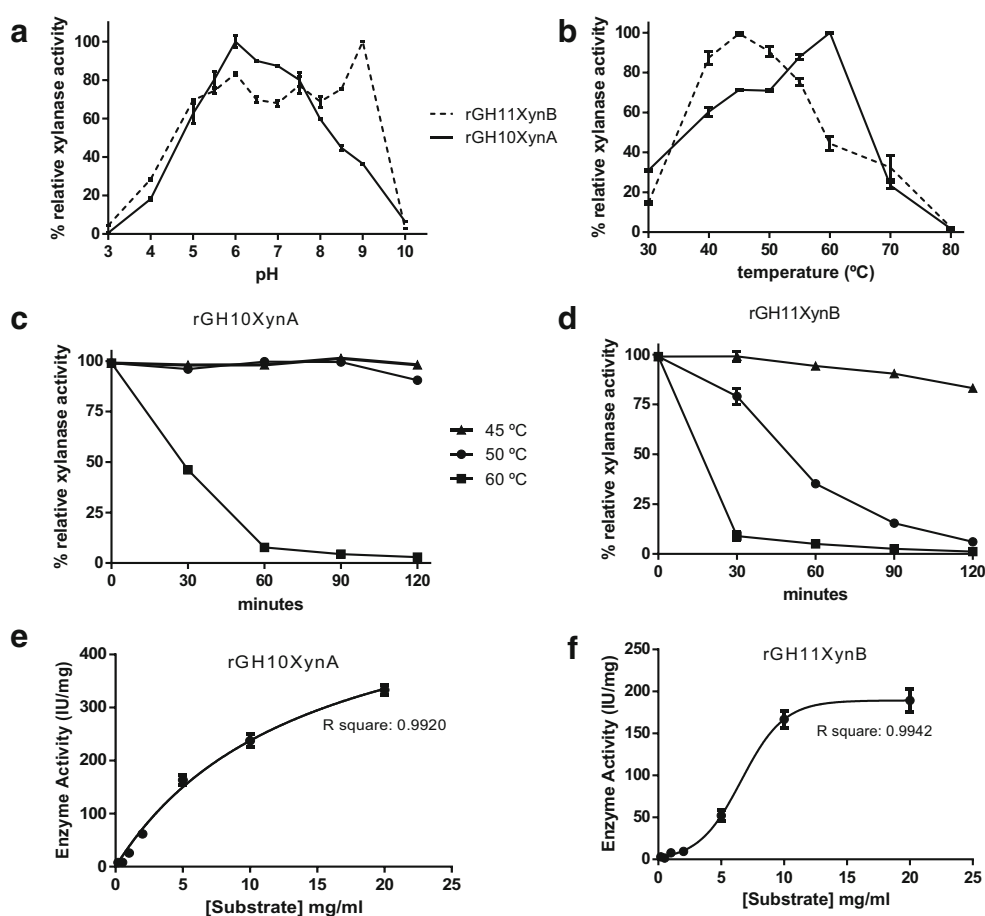 a
% relative xylanase activity
100
80
60
40
20
0
3 4 5 6 7 8 9 10
pH
rGH11XynB
rGH10XynA
b
% relative xylanase activity
100
80
60
40
20
0
30 40 50 60 70 80
temperature (ºC)
c
rGH10XynA
% relative xylanase activity
100
75
50
25
0
0 30 60 90 120
minutes
45 ºC
50 ºC
60 ºC
d
rGH11XynB
% relative xylanase activity
100
75
50
25
0
0 30 60 90 120
minutes
e
rGH10XynA
Enzyme Activity (IU/mg)
400
300
200
100
0
R square: 0.9920
0 5 10 15 20 25
[Substrate] mg/ml
f
rGH11XynB
Enzyme Activity (IU/mg)
250
200
150
100
50
0
R square: 0.9942
0 5 10 15 20 25
[Substrate] mg/ml